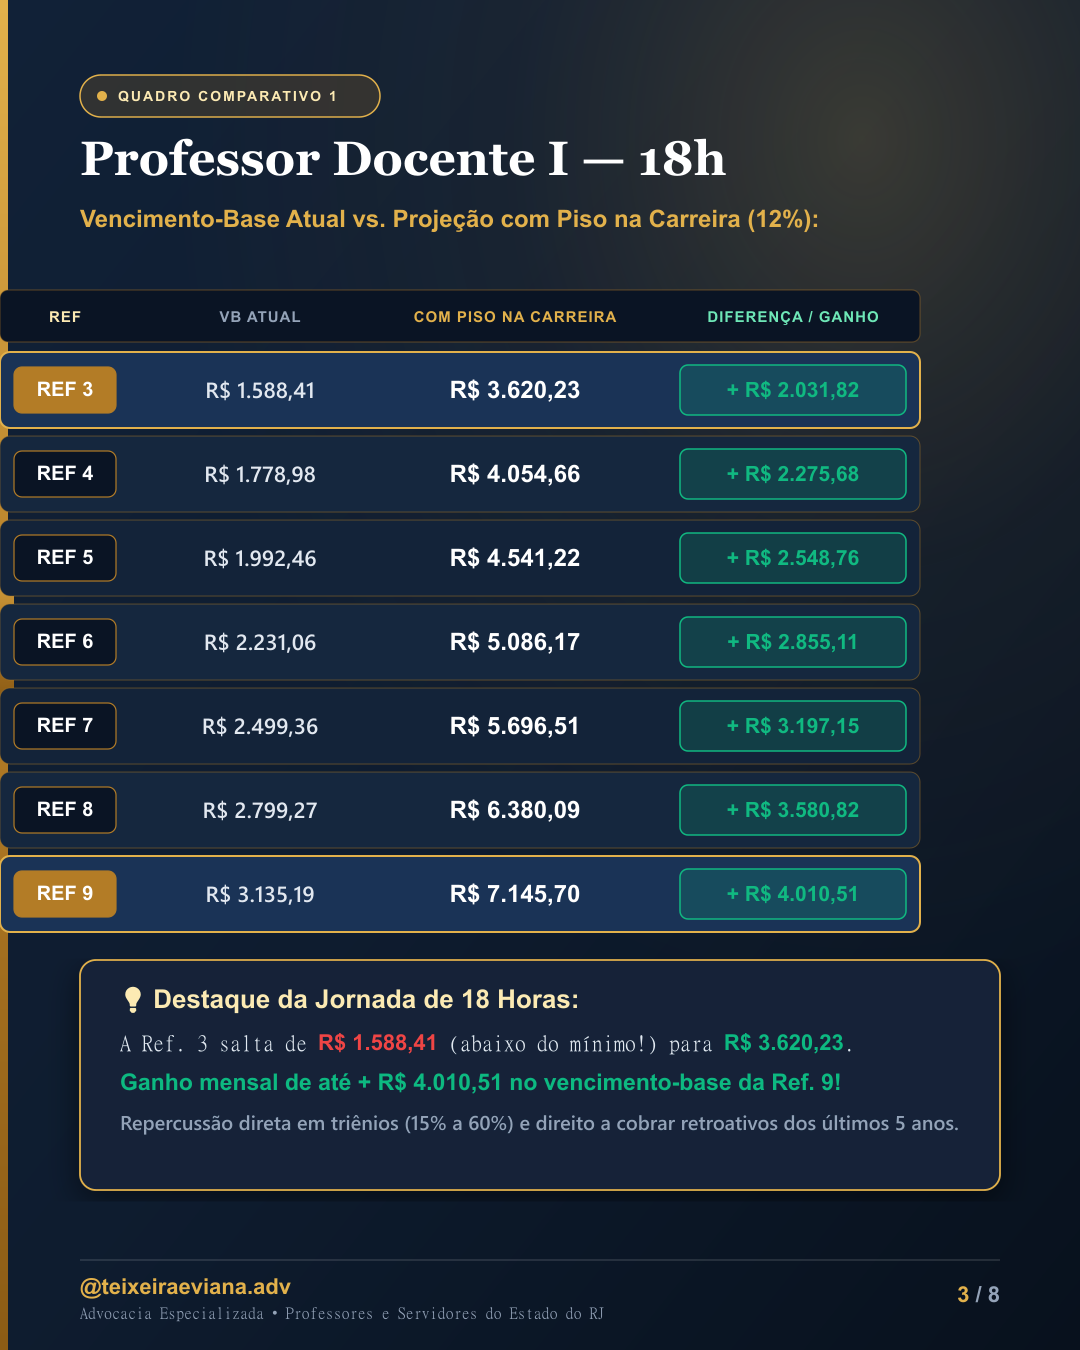 QUADRO COMPARATIVO 1
Professor Docente I — 18h
Vencimento-Base Atual vs. Projeção com Piso na Carreira (12%):
REF VB ATUAL COM PISO NA CARREIRA DIFERENÇA / GANHO
REF 3 R$ 1.588,41 R$ 3.620,23 + R$ 2.031,82
REF 4 R$ 1.778,98 R$ 4.054,66 + R$ 2.275,68
REF 5 R$ 1.992,46 R$ 4.541,22 + R$ 2.548,76
REF 6 R$ 2.231,06 R$ 5.086,17 + R$ 2.855,11
REF 7 R$ 2.499,36 R$ 5.696,51 + R$ 3.197,15
REF 8 R$ 2.799,27 R$ 6.380,09 + R$ 3.580,82
REF 9 R$ 3.135,19 R$ 7.145,70 + R$ 4.010,51
Destaque da Jornada de 18 Horas:
A Ref. 3 salta de R$ 1.588,41 (abaixo do mínimo!) para R$ 3.620,23.
Ganho mensal de até + R$ 4.010,51 no vencimento-base da Ref. 9!
Repercussão direta em triênios (15% a 60%) e direito a cobrar retroativos dos últimos 5 anos.
@teixeiraeviana.adv
Advocacia Especializada • Professores e Servidores do Estado do RJ
3 / 8